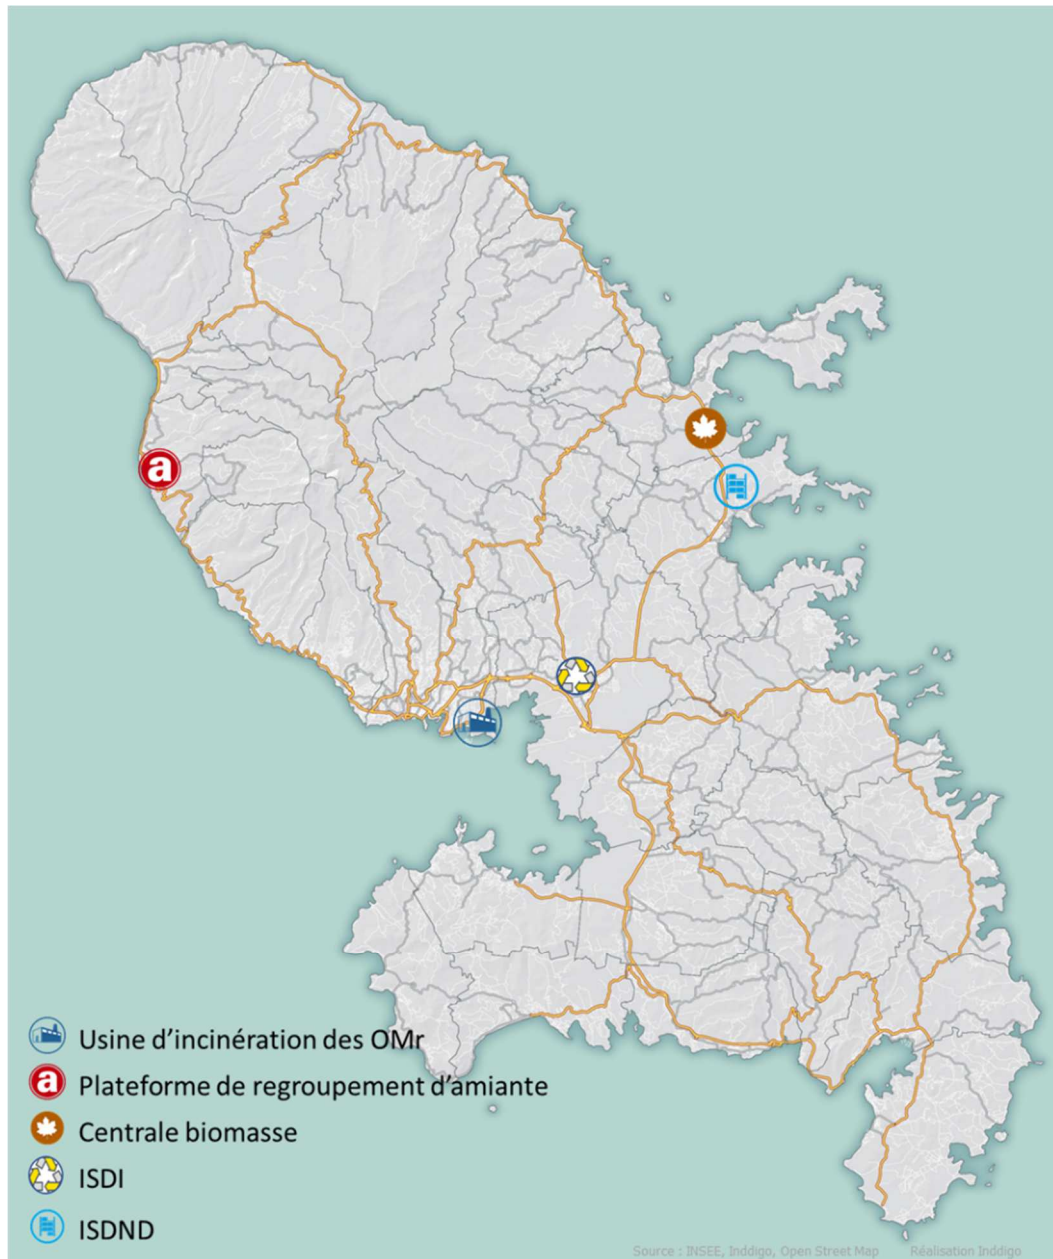 a
Usine d'incinération des OMr
a Plateforme de regroupement d'amiante
Centrale biomasse
ISDI
ISDND
Source : INSEE, Inddigo, Open Street Map Réalisation Inddigo